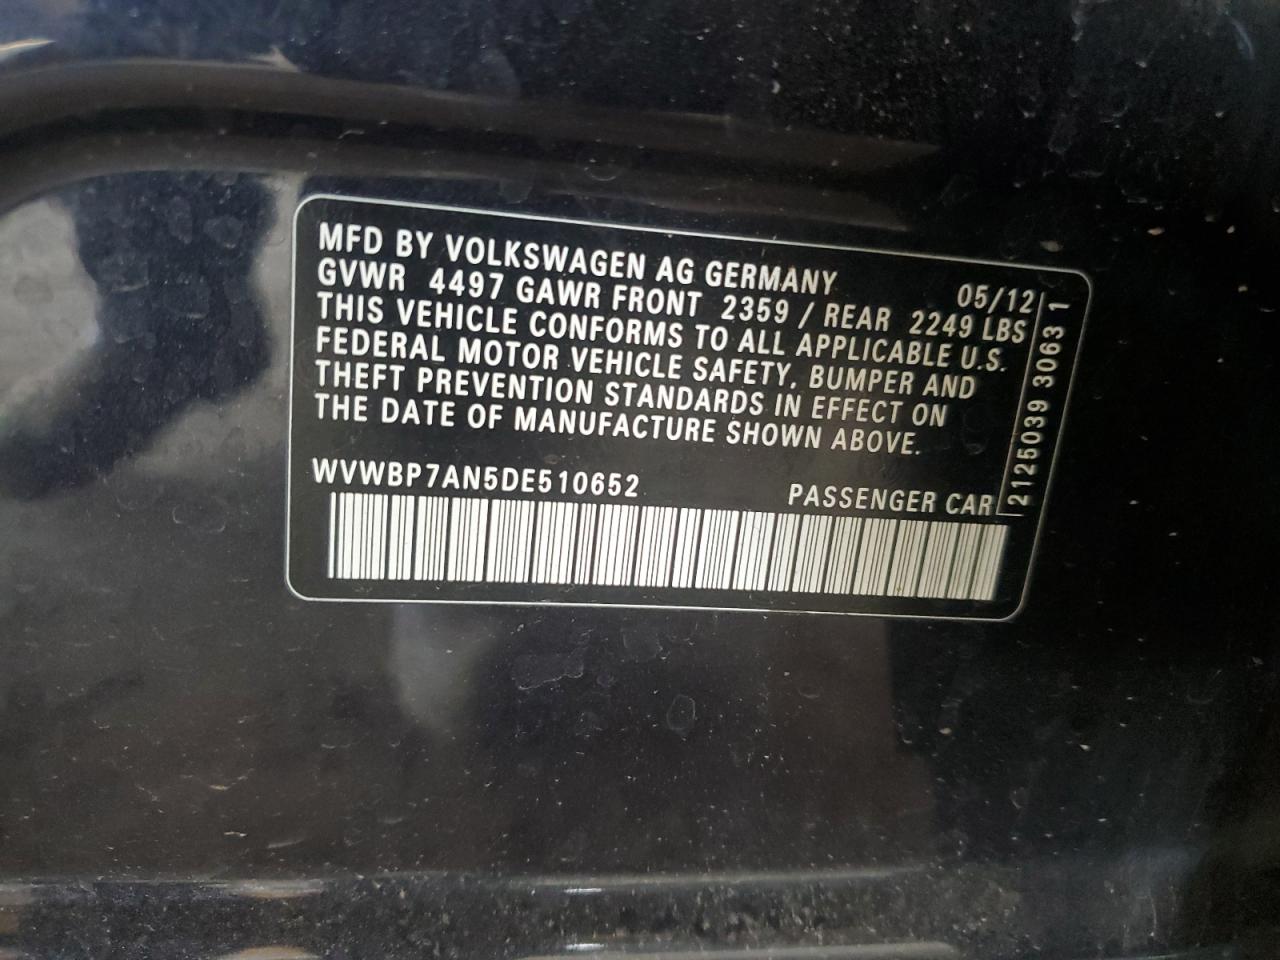 MFD BY VOLKSWAGEN AG GERMANY 05/12
GVWR 4497 GAWR FRONT 2359 / REAR 2249 LBS
THIS VEHICLE CONFORMS TO ALL APPLICABLE U.S.
FEDERAL MOTOR VEHICLE SAFETY, BUMPER AND
THEFT PREVENTION STANDARDS IN EFFECT ON
THE DATE OF MANUFACTURE SHOWN ABOVE.
WVWBP7AN5DE510652 PASSENGER CAR
2125039 3063 1